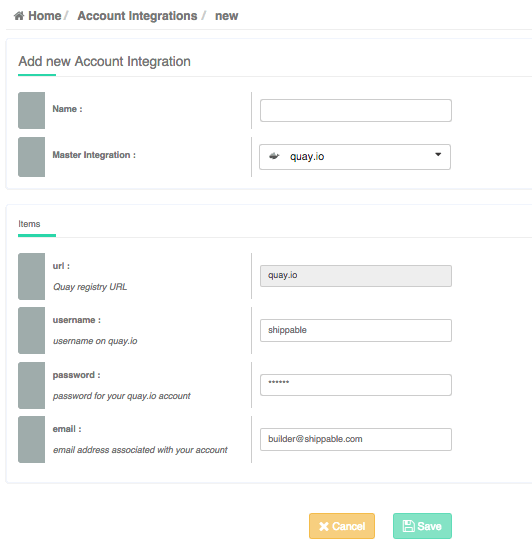 Home / Account Integrations / new
Add new Account Integration
Name :
Master Integration :
quay.io
Items
url :
Quay registry URL
quay.io
username :
username on quay.io
shippable
password :
password for your quay.io account
******
email :
email address associated with your account
builder@shippable.com
Cancel
Save